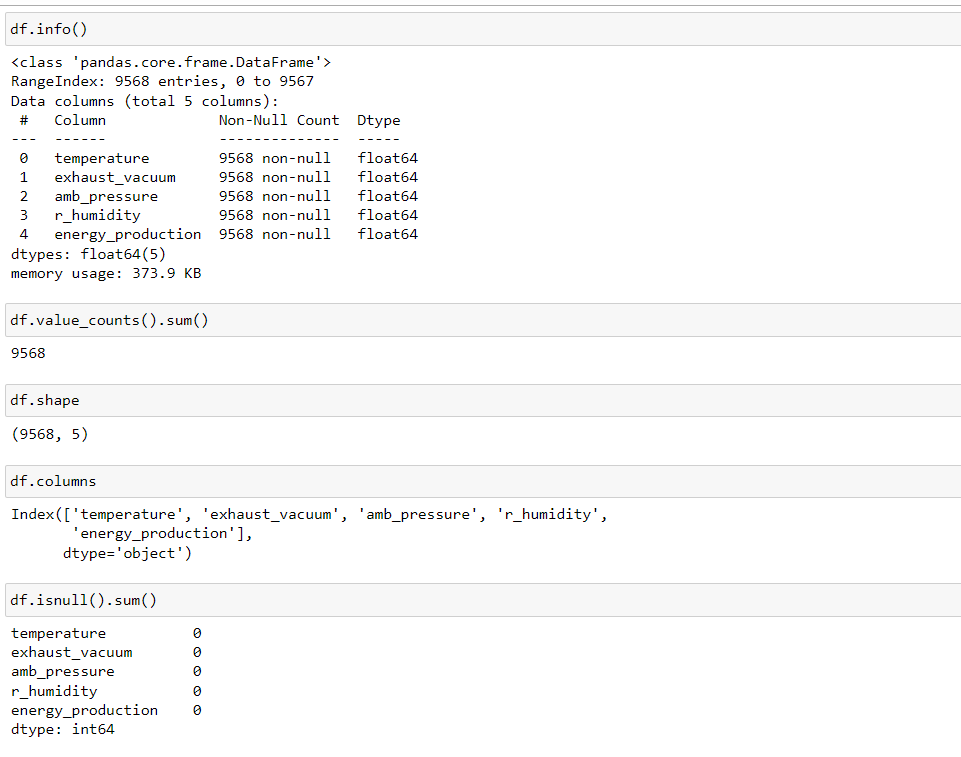 df.info()
<class 'pandas.core.frame.DataFrame'>
RangeIndex: 9568 entries, 0 to 9567
Data columns (total 5 columns):
 #   Column             Non-Null Count  Dtype
---  ------             --------------  -----
 0   temperature        9568 non-null   float64
 1   exhaust_vacuum     9568 non-null   float64
 2   amb_pressure       9568 non-null   float64
 3   r_humidity         9568 non-null   float64
 4   energy_production  9568 non-null   float64
dtypes: float64(5)
memory usage: 373.9 KB
df.value_counts().sum()
9568
df.shape
(9568, 5)
df.columns
Index(['temperature', 'exhaust_vacuum', 'amb_pressure', 'r_humidity',
       'energy_production'],
      dtype='object')
df.isnull().sum()
temperature          0
exhaust_vacuum       0
amb_pressure         0
r_humidity           0
energy_production    0
dtype: int64